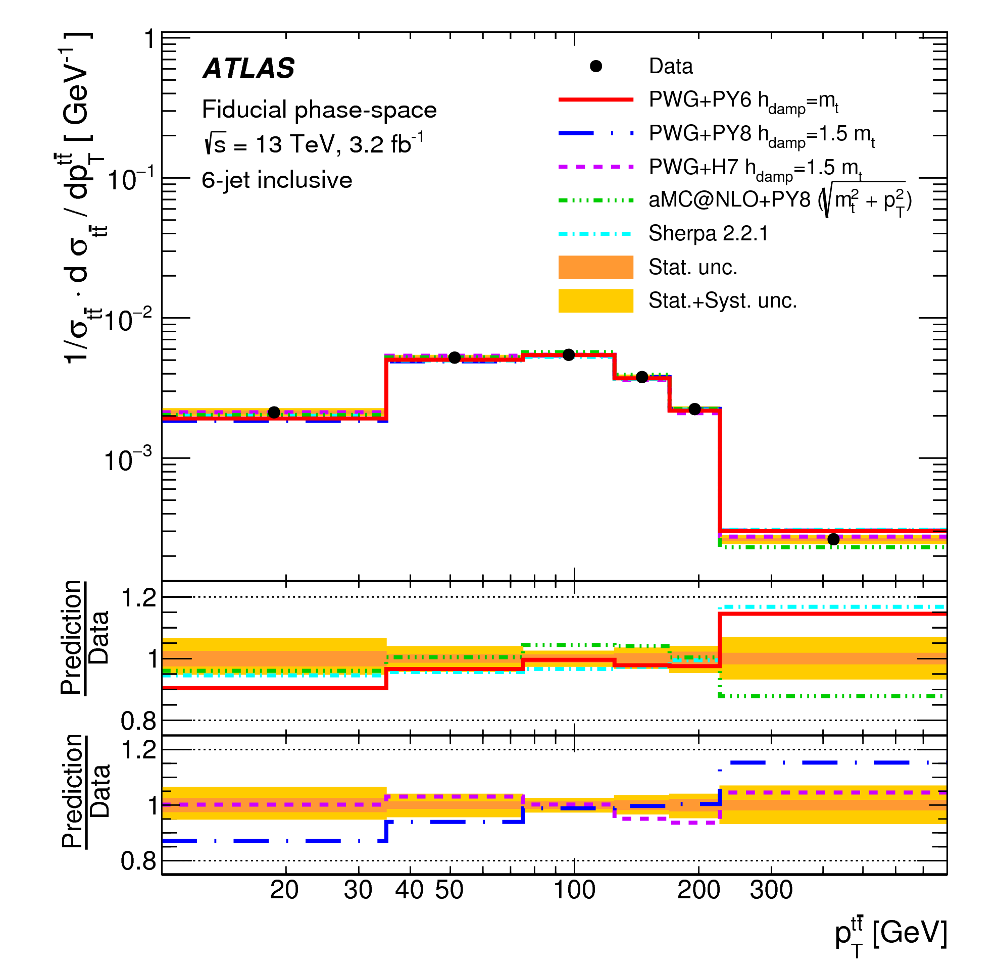 1/σ_tt̄ · d σ_tt̄ / dp_T^tt̄ [ GeV⁻¹ ]
1
10⁻¹
10⁻²
10⁻³
ATLAS
Fiducial phase-space
√s = 13 TeV, 3.2 fb⁻¹
6-jet inclusive
Data
PWG+PY6 h_damp=m_t
PWG+PY8 h_damp=1.5 m_t
PWG+H7 h_damp=1.5 m_t
aMC@NLO+PY8 (√m_t² + p_T²)
Sherpa 2.2.1
Stat. unc.
Stat.+Syst. unc.
Prediction
Data
1.2
1
0.8
Prediction
Data
1.2
1
0.8
20 30 40 50 100 200 300
p_T^tt̄ [GeV]